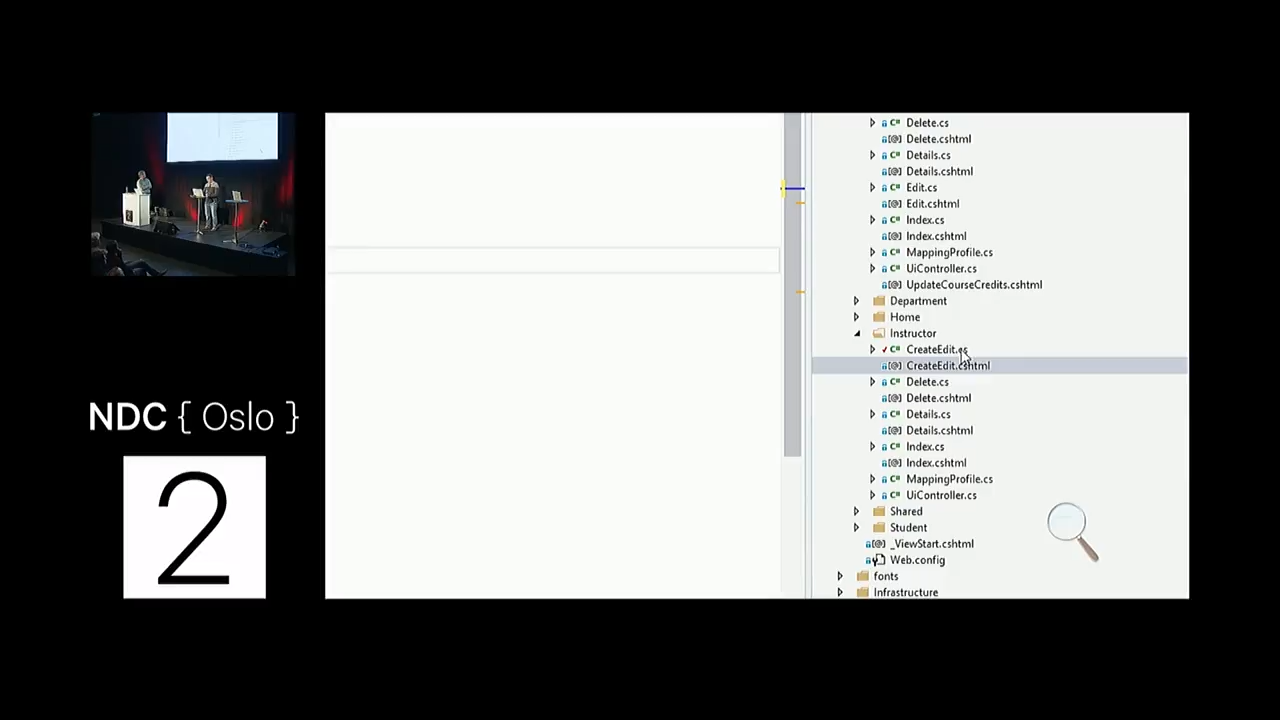 NDC { Oslo }
2
C# Delete.cs
[@] Delete.cshtml
C# Details.cs
[@] Details.cshtml
C# Edit.cs
[@] Edit.cshtml
C# Index.cs
[@] Index.cshtml
C# MappingProfile.cs
C# UiController.cs
[@] UpdateCourseCredits.cshtml
Department
Home
Instructor
C# CreateEdit.cs
[@] CreateEdit.cshtml
C# Delete.cs
[@] Delete.cshtml
C# Details.cs
[@] Details.cshtml
C# Index.cs
[@] Index.cshtml
C# MappingProfile.cs
C# UiController.cs
Shared
Student
[@] _ViewStart.cshtml
Web.config
fonts
Infrastructure